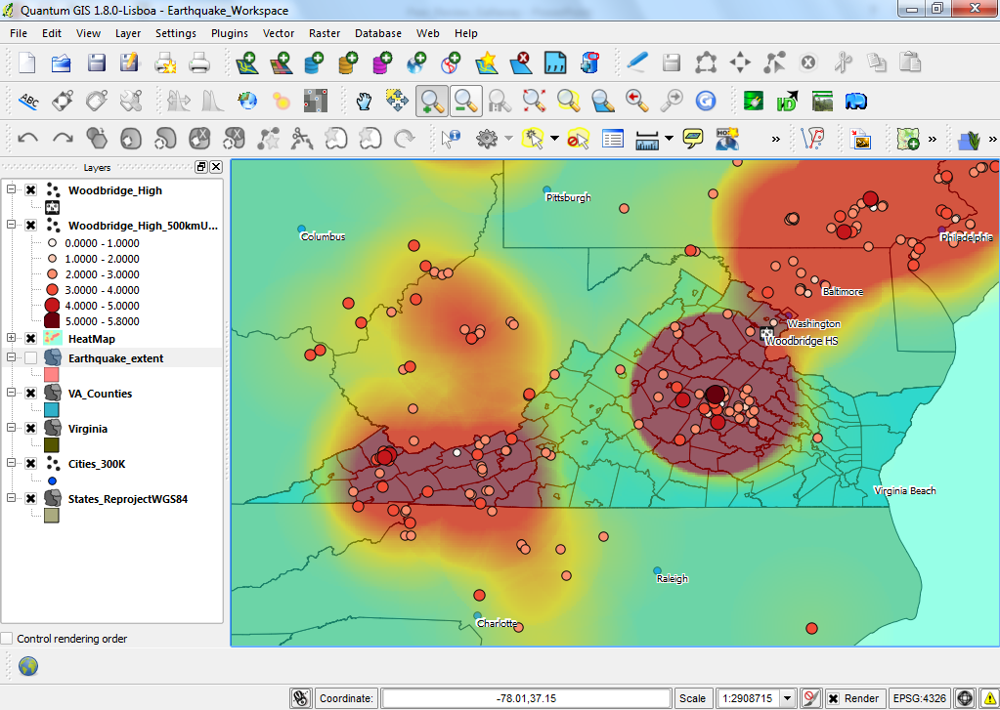 Quantum GIS 1.8.0-Lisboa - Earthquake_Workspace
File Edit View Layer Settings Plugins Vector Raster Database Web Help
ABC
Layers
Woodbridge_High
Woodbridge_High_500kmU...
0.0000 - 1.0000
1.0000 - 2.0000
2.0000 - 3.0000
3.0000 - 4.0000
4.0000 - 5.0000
5.0000 - 5.8000
HeatMap
Earthquake_extent
VA_Counties
Virginia
Cities_300K
States_ReprojectWGS84
Control rendering order
Pittsburgh
Columbus
Philadelphia
Baltimore
Washington
Woodbridge HS
Virginia Beach
Raleigh
Charlotte
Coordinate: -78.01,37.15 Scale 1:2908715 Render EPSG:4326